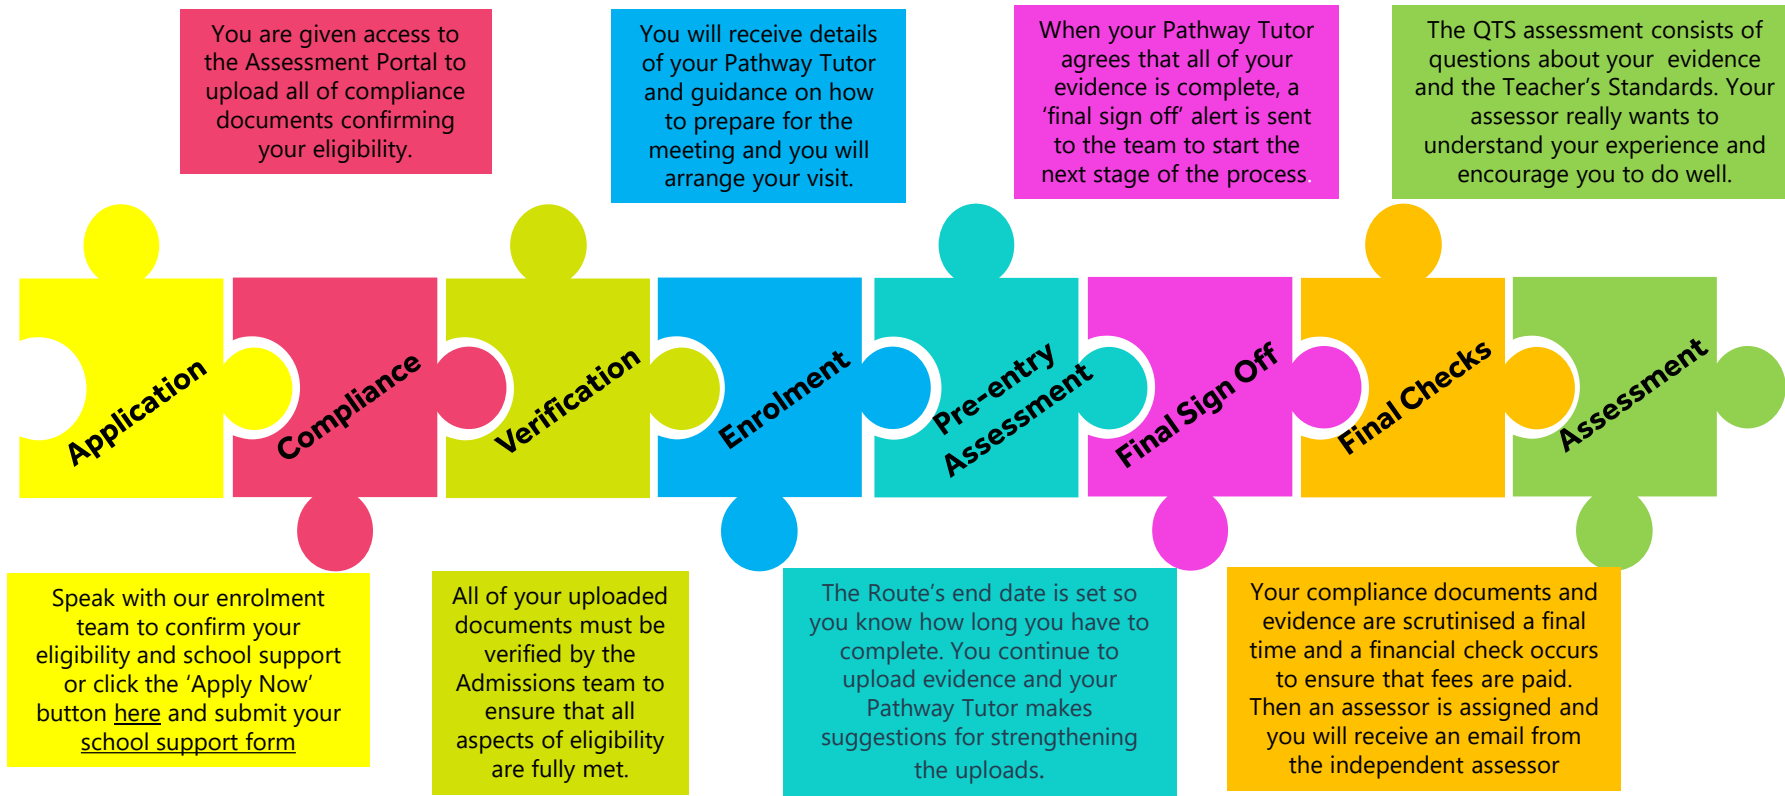 You are given access to
the Assessment Portal to
upload all of compliance
documents confirming
your eligibility.
You will receive details
of your Pathway Tutor
and guidance on how
to prepare for the
meeting and you will
arrange your visit.
When your Pathway Tutor
agrees that all of your
evidence is complete, a
‘final sign off’ alert is sent
to the team to start the
next stage of the process.
The QTS assessment consists of
questions about your  evidence
and the Teacher’s Standards. Your
assessor really wants to
understand your experience and
encourage you to do well.
Application
Compliance
Verification
Enrolment
Pre-entry
Assessment
Final Sign Off
Final Checks
Assessment
Speak with our enrolment
team to confirm your
eligibility and school support
or click the ‘Apply Now’
button here and submit your
school support form
All of your uploaded
documents must be
verified by the
Admissions team to
ensure that all
aspects of eligibility
are fully met.
The Route’s end date is set so
you know how long you have to
complete. You continue to
upload evidence and your
Pathway Tutor makes
suggestions for strengthening
the uploads.
Your compliance documents and
evidence are scrutinised a final
time and a financial check occurs
to ensure that fees are paid.
Then an assessor is assigned and
you will receive an email from
the independent assessor